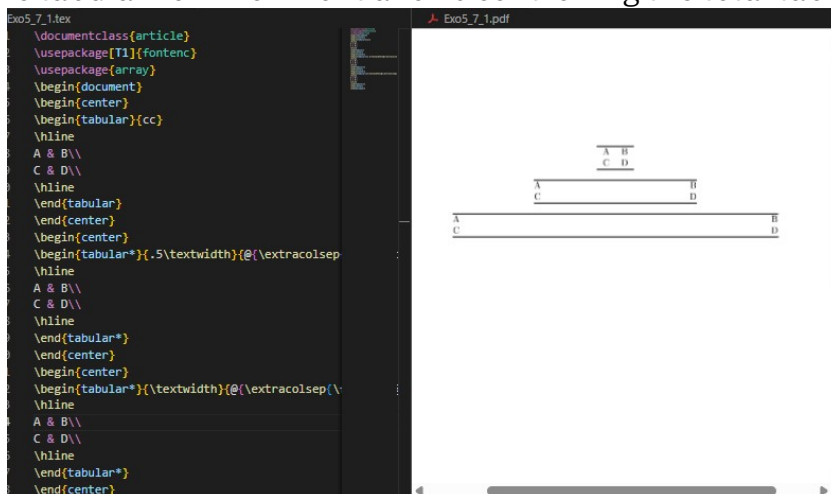 Exo5_7_1.tex
\documentclass{article}
\usepackage[T1]{fontenc}
\usepackage{array}
\begin{document}
\begin{center}
\begin{tabular}{cc}
\hline
A & B\\
C & D\\
\hline
\end{tabular}
\end{center}
\begin{center}
\begin{tabular*}{.5\textwidth}{@{\extracolsep
\hline
A & B\\
C & D\\
\hline
\end{tabular*}
\end{center}
\begin{center}
\begin{tabular*}{\textwidth}{@{\extracolsep{\
\hline
A & B\\
C & D\\
\hline
\end{tabular*}
\end{center}
Exo5_7_1.pdf
A B
C D
A B
C D
A B
C D